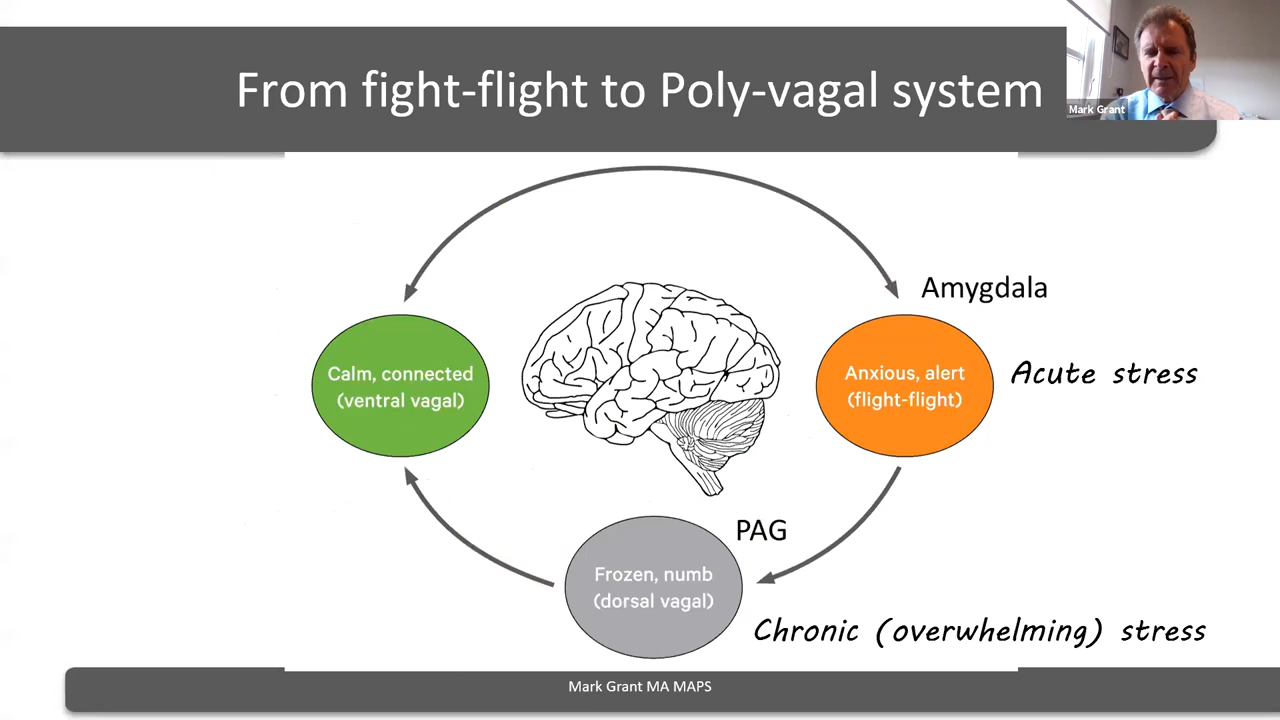 From fight-flight to Poly-vagal system
Mark Grant
Amygdala
Calm, connected
(ventral vagal)
Anxious, alert
(flight-flight)
Acute stress
PAG
Frozen, numb
(dorsal vagal)
Chronic (overwhelming) stress
Mark Grant MA MAPS